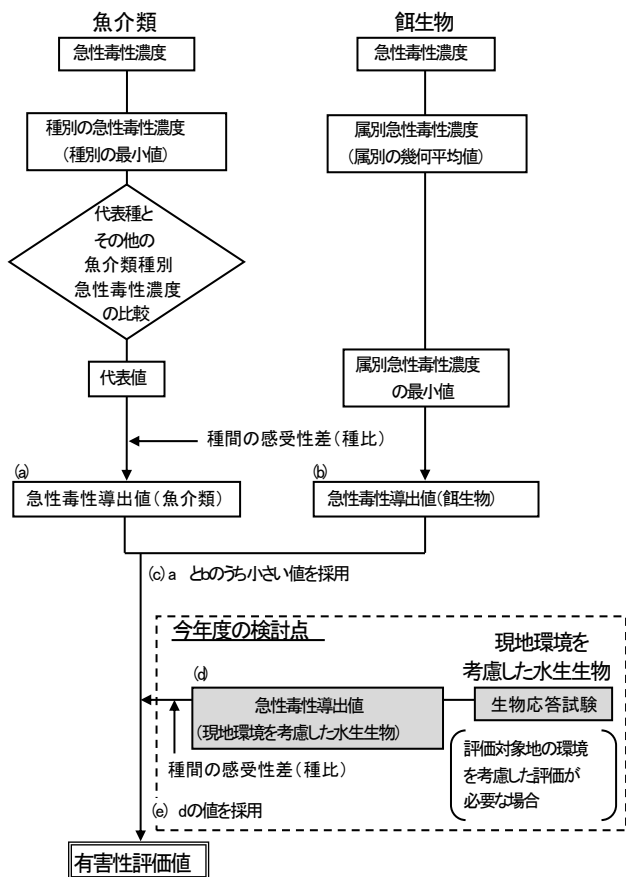 魚介類
餌生物
急性毒性濃度
急性毒性濃度
種別の急性毒性濃度
(種別の最小値)
属別急性毒性濃度
(属別の幾何平均値)
代表種と
その他の
魚介類種別
急性毒性濃度
の比較
代表値
属別急性毒性濃度
の最小値
種間の感受性差(種比)
(a)
急性毒性導出値(魚介類)
(b)
急性毒性導出値(餌生物)
(c) a とbのうち小さい値を採用
今年度の検討点
現地環境を
考慮した水生生物
(d)
急性毒性導出値
(現地環境を考慮した水生生物)
生物応答試験
種間の感受性差(種比)
評価対象地の環境
を考慮した評価が
必要な場合
(e) dの値を採用
有害性評価値